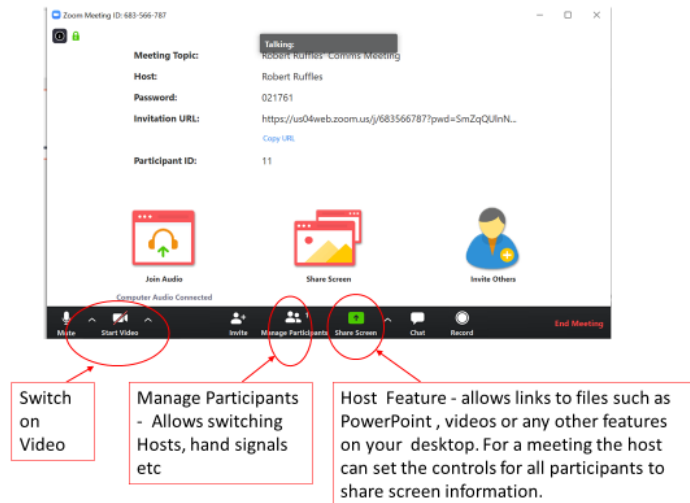 Zoom Meeting ID: 683-566-787
Talking:
Meeting Topic: Robert Ruffles' Comms Meeting
Host: Robert Ruffles
Password: 021761
Invitation URL: https://us04web.zoom.us/j/683566787?pwd=SmZqQUlnN...
Copy URL
Participant ID: 11
Join Audio Share Screen Invite Others
Computer Audio Connected
1
Mute Start Video Invite Manage Participants Share Screen Chat Record End Meeting
Switch
on
Video
Manage Participants
- Allows switching
Hosts, hand signals
etc
Host Feature - allows links to files such as
PowerPoint , videos or any other features
on your desktop. For a meeting the host
can set the controls for all participants to
share screen information.